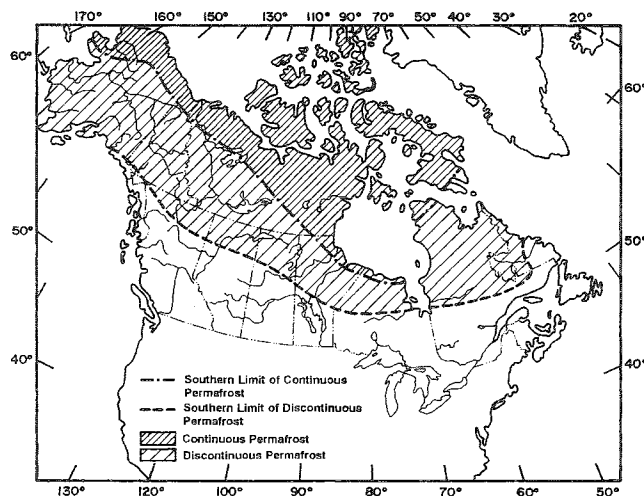 170° 160° 150° 130° 110° 90° 70° 50° 40° 30° 20°
60°
60°
50°
50°
40°
40°
Southern Limit of Continuous
Permafrost
Southern Limit of Discontinuous
Permafrost
Continuous Permafrost
Discontinuous Permafrost
130° 120° 110° 100° 90° 80° 70° 60° 50°